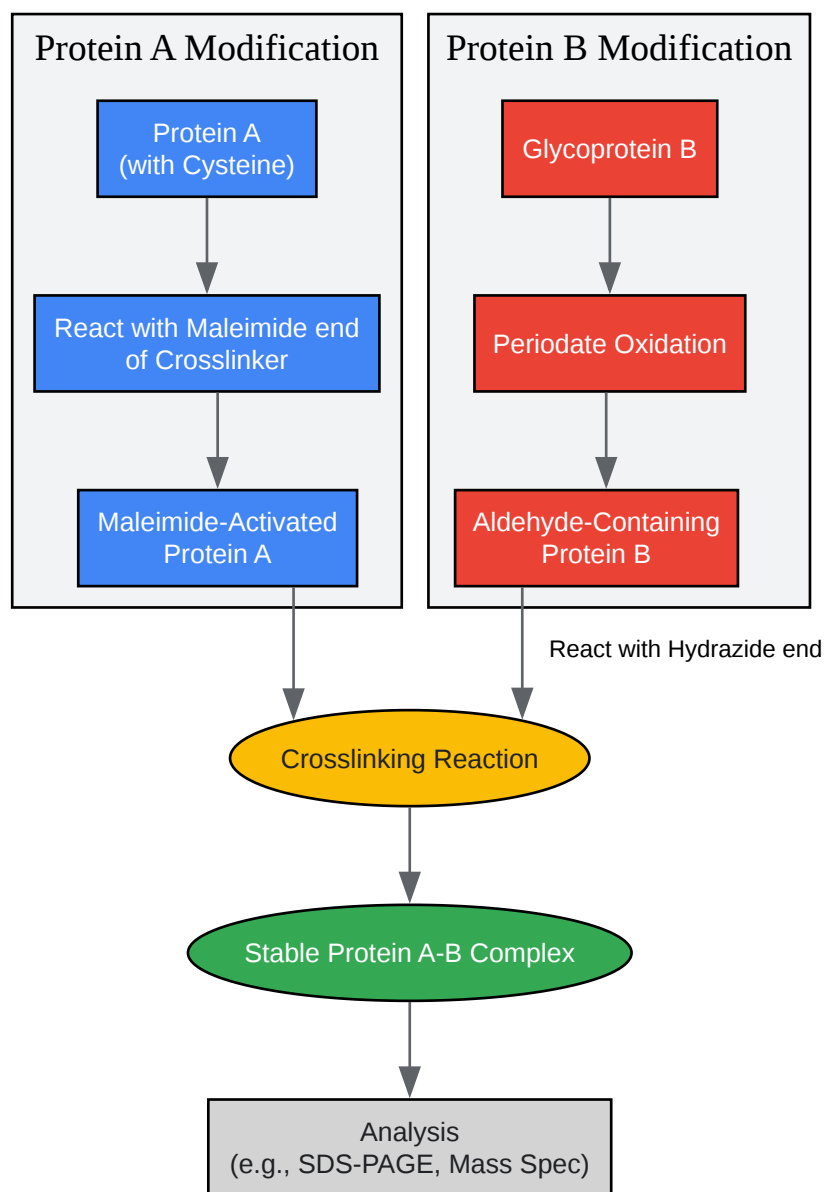 Protein A Modification
Protein A
(with Cysteine)
React with Maleimide end
of Crosslinker
Maleimide-Activated
Protein A
Protein B Modification
Glycoprotein B
Periodate Oxidation
Aldehyde-Containing
Protein B
React with Hydrazide end
Crosslinking Reaction
Stable Protein A-B Complex
Analysis
(e.g., SDS-PAGE, Mass Spec)